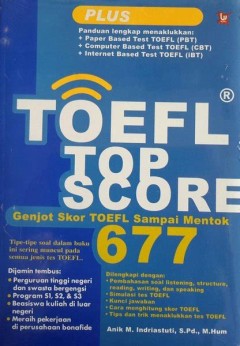 PLUS
Panduan lengkap menaklukkan:
+ Paper Based Test TOEFL (PBT)
+ Computer Based Test TOEFL (CBT)
+ Internet Based Test TOEFL (iBT)
TOEFL®
TOP
SCORE
Genjot Skor TOEFL Sampai Mentok
677
Tipe-tipe soal dalam buku
ini sering muncul pada
semua jenis tes TOEFL.
Dijamin tembus:
• Perguruan tinggi negeri
dan swasta bergengsi
• Program S1, S2, & S3
• Beasiswa kuliah di luar
negeri
• Meraih pekerjaan
di perusahaan bonafide
Dilengkapi dengan:
• Pembahasan soal listening, structure,
reading, writing, dan speaking
• Simulasi tes TOEFL
• Kunci jawaban
• Cara menghitung skor TOEFL
• Tips dan trik menaklukkan tes TOEFL
Anik M. Indriastuti, S.Pd., M.Hum